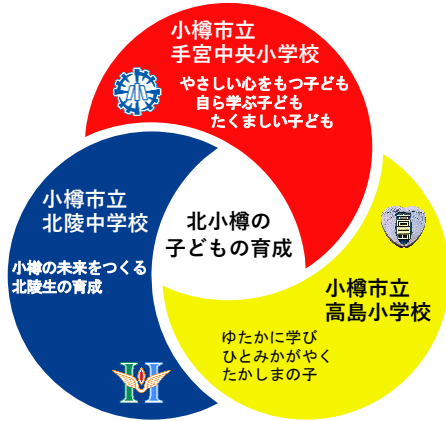 小樽市立
手宮中央小学校
やさしい心をもつ子ども
自ら学ぶ子ども
たくましい子ども
小樽市立
北陵中学校
小樽の未来をつくる
北陵生の育成
北小樽の
子どもの育成
小樽市立
高島小学校
ゆたかに学び
ひとみかがやく
たかしまの子